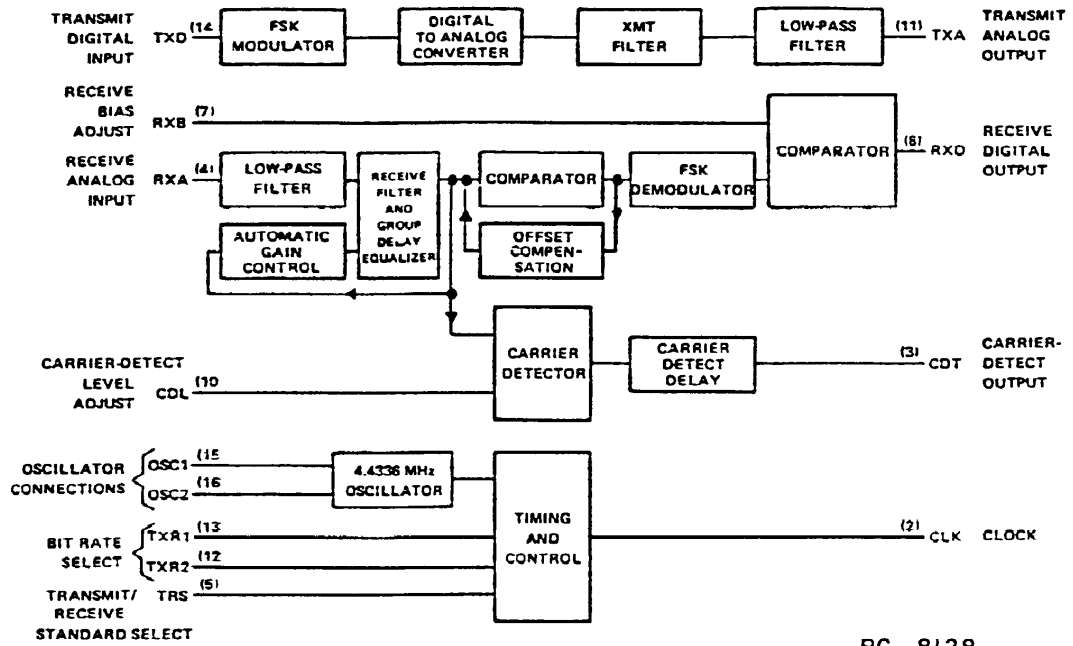 TRANSMIT
DIGITAL
INPUT
TXD
(14
FSK
MODULATOR
DIGITAL
TO ANALOG
CONVERTER
XMT
FILTER
LOW-PASS
FILTER
(11)
TXA
TRANSMIT
ANALOG
OUTPUT
RECEIVE
BIAS
ADJUST
RXB
(7)
COMPARATOR
(8)
RXD
RECEIVE
DIGITAL
OUTPUT
RECEIVE
ANALOG
INPUT
RXA
(4)
LOW-PASS
FILTER
RECEIVE
FILTER
AND
GROUP
DELAY
EQUALIZER
COMPARATOR
FSK
DEMODULATOR
AUTOMATIC
GAIN
CONTROL
OFFSET
COMPEN-
SATION
CARRIER
DETECTOR
CARRIER
DETECT
DELAY
(3)
CDT
CARRIER-
DETECT
OUTPUT
CARRIER-DETECT
LEVEL
ADJUST
CDL
(10
OSCILLATOR
CONNECTIONS
OSC1
(15
OSC2
(16
4.4336 MHz
OSCILLATOR
TIMING
AND
CONTROL
(2)
CLK
CLOCK
BIT RATE
SELECT
TXR1
(13
TXR2
(12
TRANSMIT/
RECEIVE
STANDARD SELECT
TRS
(5)